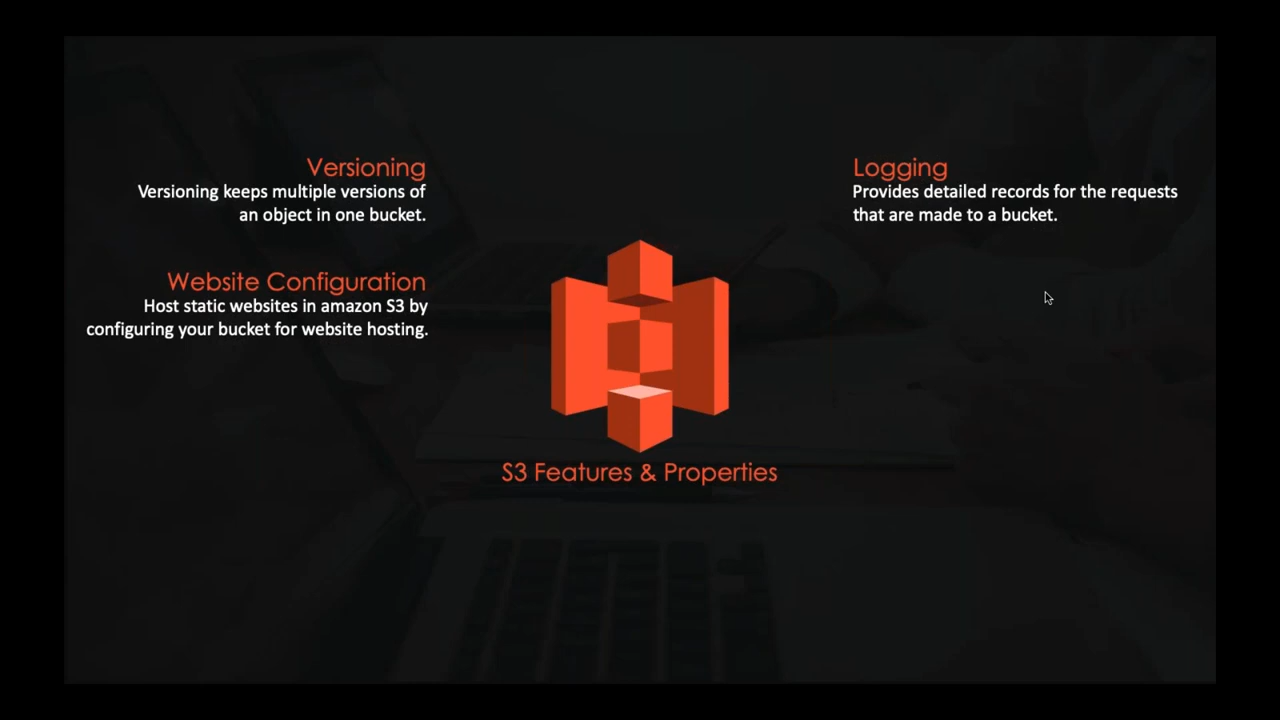 Versioning
Versioning keeps multiple versions of
an object in one bucket.
Website Configuration
Host static websites in amazon S3 by
configuring your bucket for website hosting.
Logging
Provides detailed records for the requests
that are made to a bucket.
S3 Features & Properties